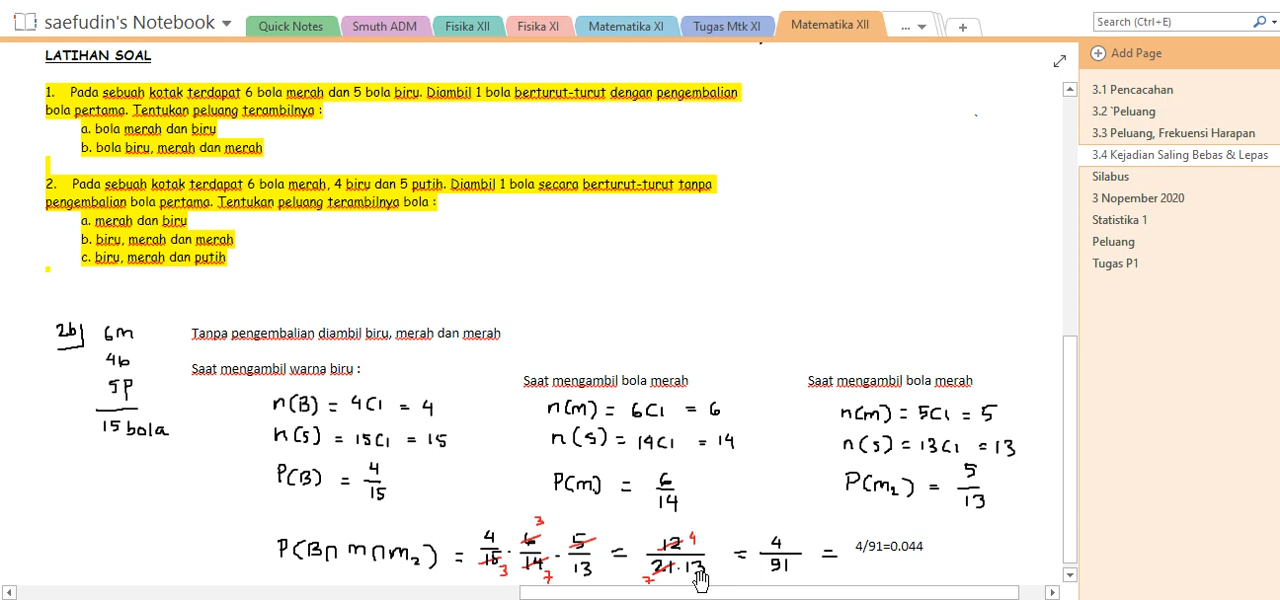 saefudin's Notebook
Quick Notes
Smuth ADM
Fisika XII
Fisika XI
Matematika XI
Tugas Mtk XI
Matematika XII
...
Search (Ctrl+E)
LATIHAN SOAL
1. Pada sebuah kotak terdapat 6 bola merah dan 5 bola biru. Diambil 1 bola berturut-turut dengan pengembalian
bola pertama. Tentukan peluang terambilnya :
a. bola merah dan biru
b. bola biru, merah dan merah
2. Pada sebuah kotak terdapat 6 bola merah, 4 biru dan 5 putih. Diambil 1 bola secara berturut-turut tanpa
pengembalian bola pertama. Tentukan peluang terambilnya bola :
a. merah dan biru
b. biru, merah dan merah
c. biru, merah dan putih
2b]
6m
4b
5P
15 bola
Tanpa pengembalian diambil biru, merah dan merah
Saat mengambil warna biru :
n(B) = 4C1 = 4
n(S) = 15C1 = 15
P(B) = 4/15
Saat mengambil bola merah
n(m) = 6C1 = 6
n(S) = 14C1 = 14
P(m) = 6/14
Saat mengambil bola merah
n(m) = 5C1 = 5
n(S) = 13C1 = 13
P(m2) = 5/13
P(B∩m∩m2) = 4/15 3 · 6 3/14 7 · 5/13 = 12 4/21·13 7 = 4/91 = 4/91=0.044
Add Page
3.1 Pencacahan
3.2 `Peluang
3.3 Peluang, Frekuensi Harapan
3.4 Kejadian Saling Bebas & Lepas
Silabus
3 Nopember 2020
Statistika 1
Peluang
Tugas P1